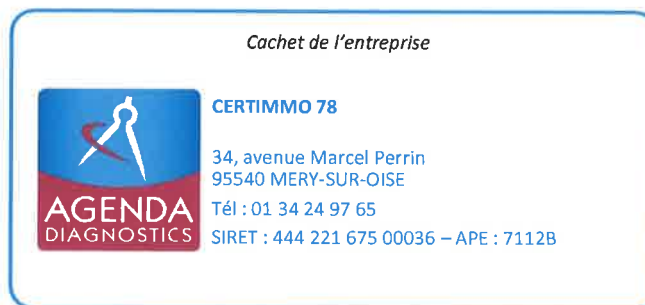 Cachet de l'entreprise
AGENDA
DIAGNOSTICS
CERTIMMO 78
34, avenue Marcel Perrin
95540 MERY-SUR-OISE
Tél : 01 34 24 97 65
SIRET : 444 221 675 00036 – APE : 7112B